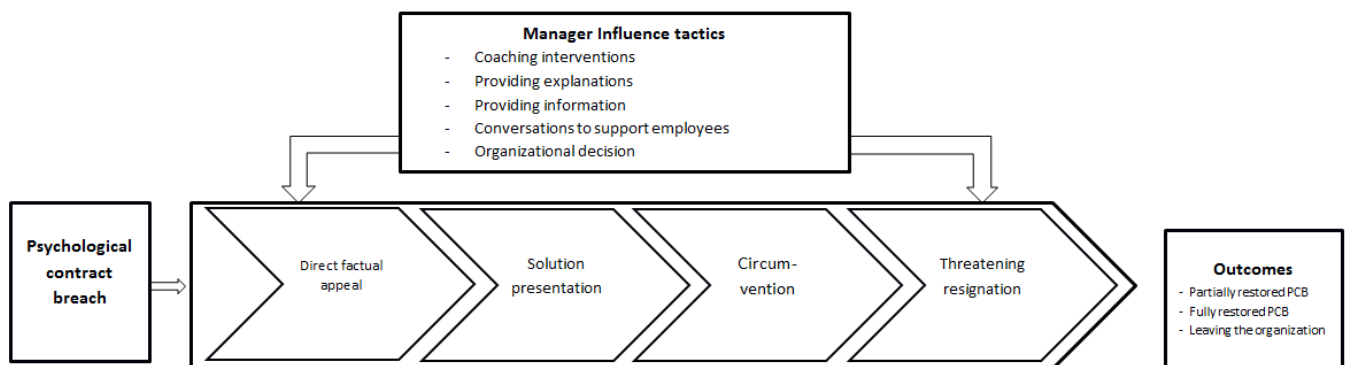 Manager Influence tactics
- Coaching interventions
- Providing explanations
- Providing information
- Conversations to support employees
- Organizational decision
Psychological
contract
breach
Direct factual
appeal
Solution
presentation
Circum-
vention
Threatening
resignation
Outcomes
- Partially restored PCB
- Fully restored PCB
- Leaving the organization